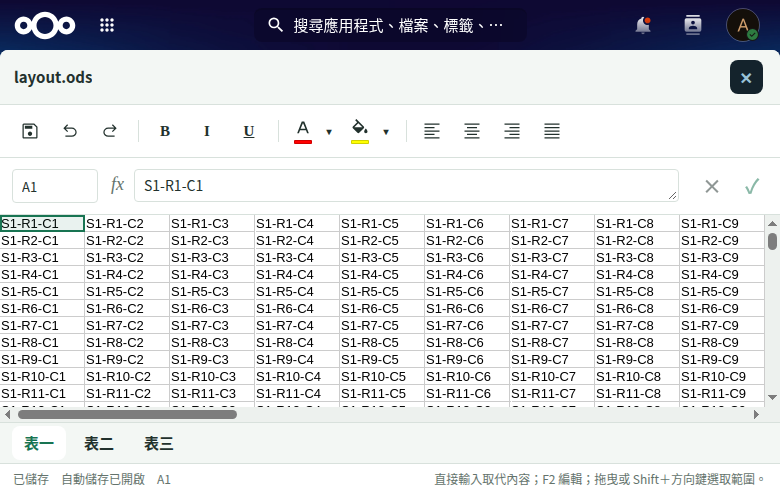 搜尋應用程式、檔案、標籤、…
A
layout.ods
B I U A
A1 fx S1-R1-C1
S1-R1-C1 S1-R1-C2 S1-R1-C3 S1-R1-C4 S1-R1-C5 S1-R1-C6 S1-R1-C7 S1-R1-C8 S1-R1-C9
S1-R2-C1 S1-R2-C2 S1-R2-C3 S1-R2-C4 S1-R2-C5 S1-R2-C6 S1-R2-C7 S1-R2-C8 S1-R2-C9
S1-R3-C1 S1-R3-C2 S1-R3-C3 S1-R3-C4 S1-R3-C5 S1-R3-C6 S1-R3-C7 S1-R3-C8 S1-R3-C9
S1-R4-C1 S1-R4-C2 S1-R4-C3 S1-R4-C4 S1-R4-C5 S1-R4-C6 S1-R4-C7 S1-R4-C8 S1-R4-C9
S1-R5-C1 S1-R5-C2 S1-R5-C3 S1-R5-C4 S1-R5-C5 S1-R5-C6 S1-R5-C7 S1-R5-C8 S1-R5-C9
S1-R6-C1 S1-R6-C2 S1-R6-C3 S1-R6-C4 S1-R6-C5 S1-R6-C6 S1-R6-C7 S1-R6-C8 S1-R6-C9
S1-R7-C1 S1-R7-C2 S1-R7-C3 S1-R7-C4 S1-R7-C5 S1-R7-C6 S1-R7-C7 S1-R7-C8 S1-R7-C9
S1-R8-C1 S1-R8-C2 S1-R8-C3 S1-R8-C4 S1-R8-C5 S1-R8-C6 S1-R8-C7 S1-R8-C8 S1-R8-C9
S1-R9-C1 S1-R9-C2 S1-R9-C3 S1-R9-C4 S1-R9-C5 S1-R9-C6 S1-R9-C7 S1-R9-C8 S1-R9-C9
S1-R10-C1 S1-R10-C2 S1-R10-C3 S1-R10-C4 S1-R10-C5 S1-R10-C6 S1-R10-C7 S1-R10-C8 S1-R10-C9
S1-R11-C1 S1-R11-C2 S1-R11-C3 S1-R11-C4 S1-R11-C5 S1-R11-C6 S1-R11-C7 S1-R11-C8 S1-R11-C9
表一 表二 表三
已儲存 自動儲存已開啟 A1 直接輸入取代內容；F2 編輯；拖曳或 Shift＋方向鍵選取範圍。